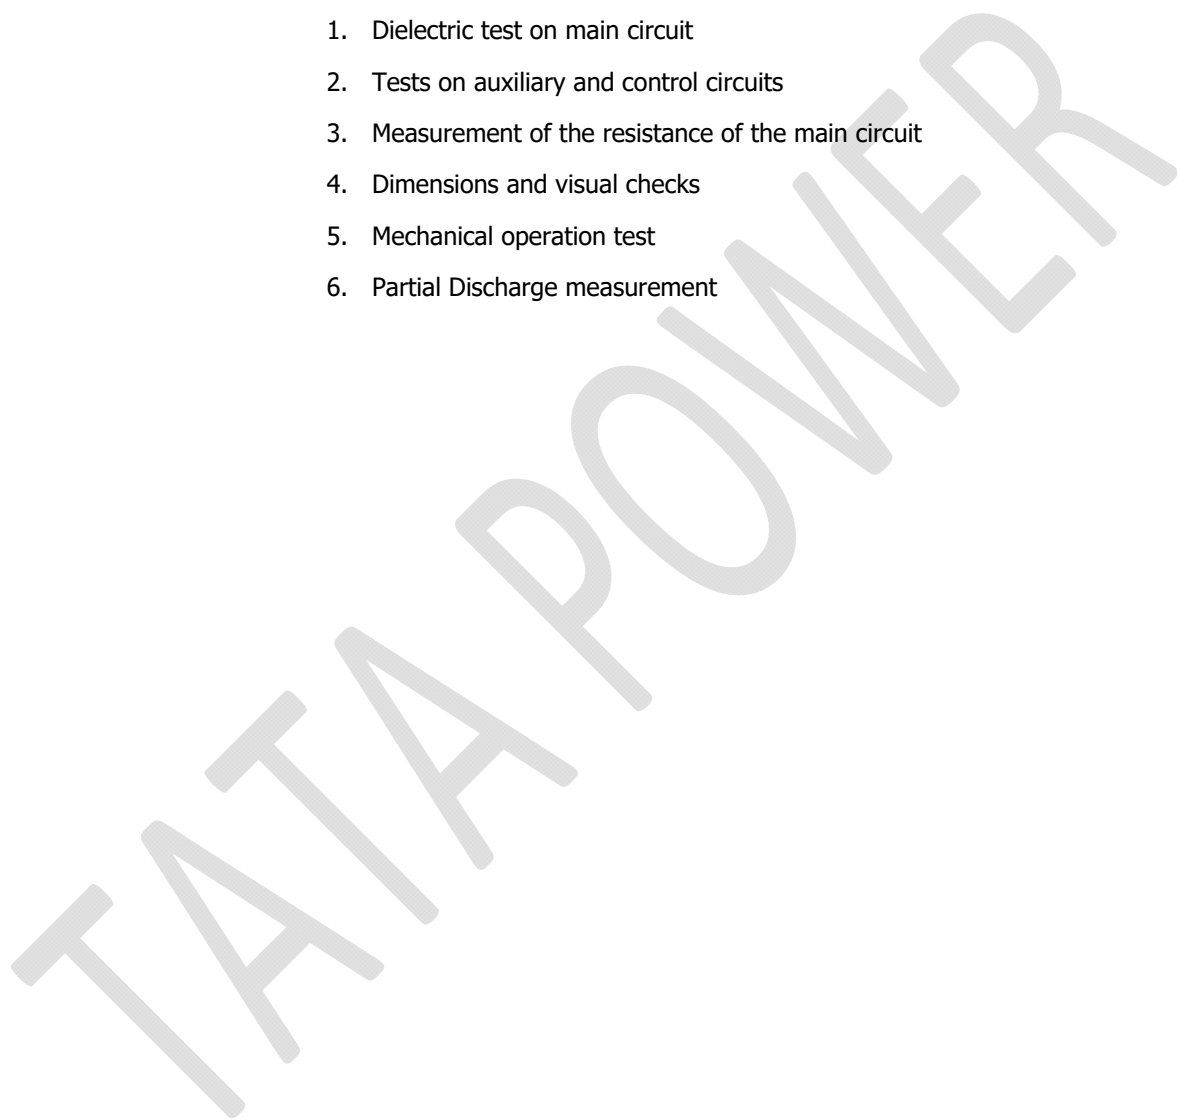 1. Dielectric test on main circuit
2. Tests on auxiliary and control circuits
3. Measurement of the resistance of the main circuit
4. Dimensions and visual checks
5. Mechanical operation test
6. Partial Discharge measurement
TATA POWER